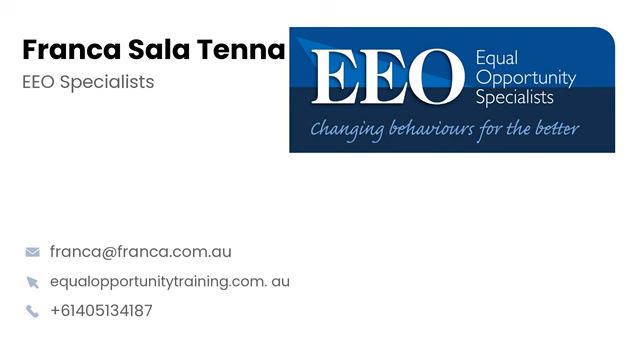 Franca Sala Tenna
EEO Specialists
EEO Equal
Opportunity
Specialists
Changing behaviours for the better
franca@franca.com.au
equalopportunitytraining.com. au
+61405134187